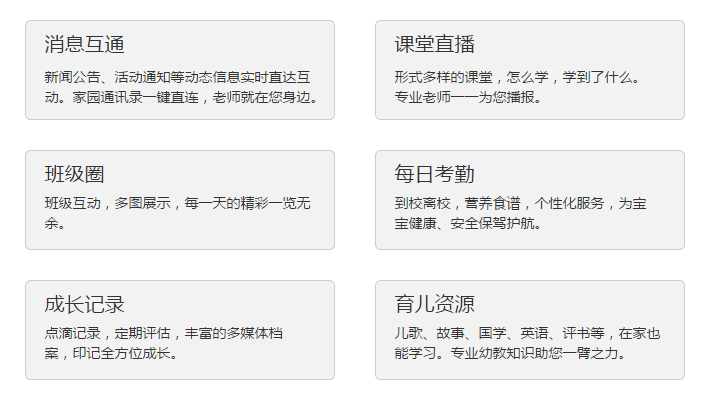 消息互通
新闻公告、活动通知等动态信息实时直达互
动。家园通讯录一键直连，老师就在您身边。
课堂直播
形式多样的课堂，怎么学，学到了什么。
专业老师一一为您播报。
班级圈
班级互动，多图展示，每一天的精彩一览无
余。
每日考勤
到校离校，营养食谱，个性化服务，为宝
宝健康、安全保驾护航。
成长记录
点滴记录，定期评估，丰富的多媒体档
案，印记全方位成长。
育儿资源
儿歌、故事、国学、英语、评书等，在家也
能学习。专业幼教知识助您一臂之力。